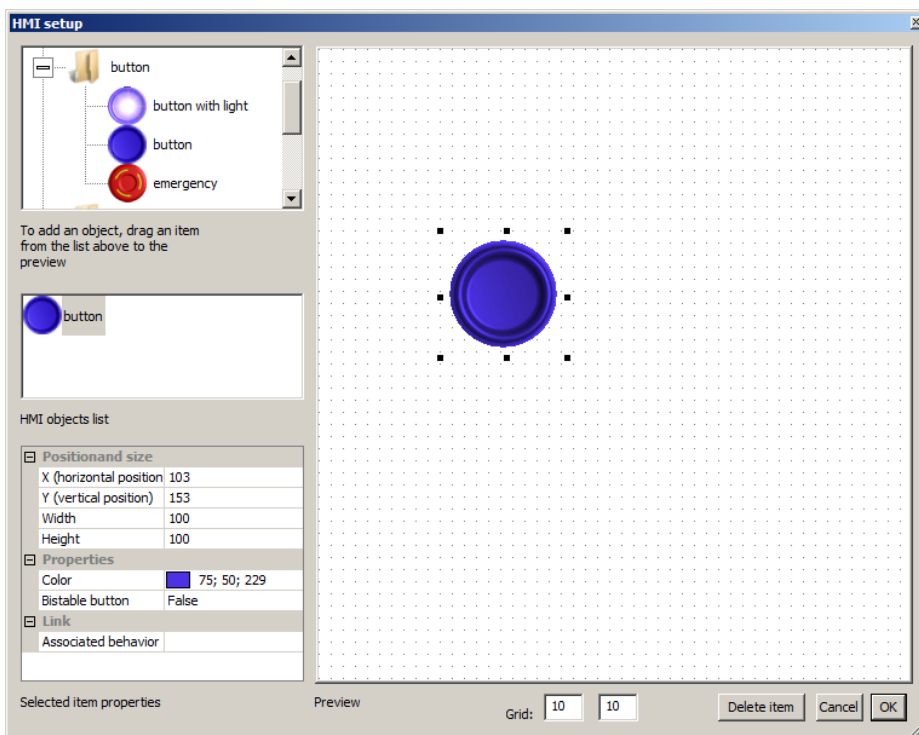 HMI setup
button
button with light
button
emergency
To add an object, drag an item
from the list above to the
preview
button
HMI objects list
Positionand size
X (horizontal position 103
Y (vertical position) 153
Width 100
Height 100
Properties
Color 75; 50; 229
Bistable button False
Link
Associated behavior
Selected item properties
Preview
Grid: 10 10
Delete item
Cancel
OK